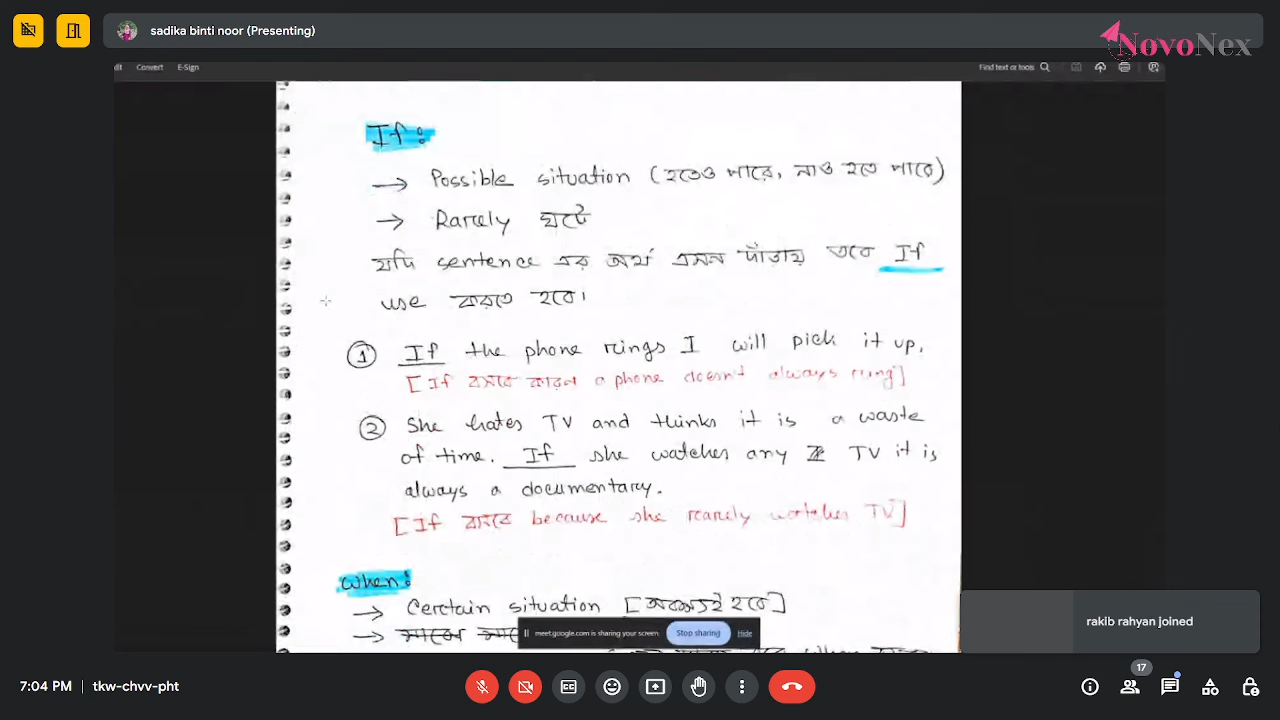 sadika binti noor (Presenting)
NovoNex
dit Convert E-Sign Find text or tools
If:
→ Possible situation (হতেও পারে, নাও হতে পারে)
→ Rarely ঘটে
যদি sentence এর অর্থ এমন দাঁড়ায় তবে If
use করতে হবে।
① If the phone rings I will pick it up.
[If বসবে কারণ a phone doesn't always ring]
② She hates TV and thinks it is a waste
of time. If she watches any TV it is
always a documentary.
[If বসবে because she rarely watches TV]
When:
→ Certain situation [অবশ্যই হবে]
meet.google.com is sharing your screen. Stop sharing Hide
rakib rahyan joined
7:04 PM | tkw-chvv-pht
17